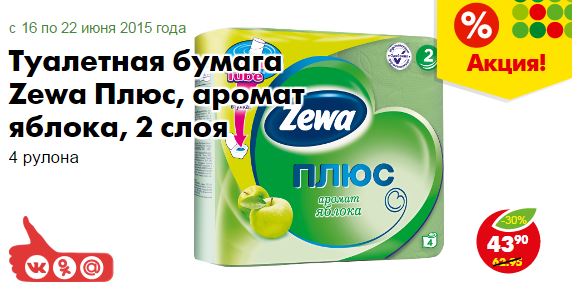 с 16 по 22 июня 2015 года
Туалетная бумага
Zewa Плюс, аромат
яблока, 2 слоя
4 рулона
%
Акция!
Tube
2
Zewa
ПЛЮС
аромат
яблока
4
-30%
43 90
62.95
@